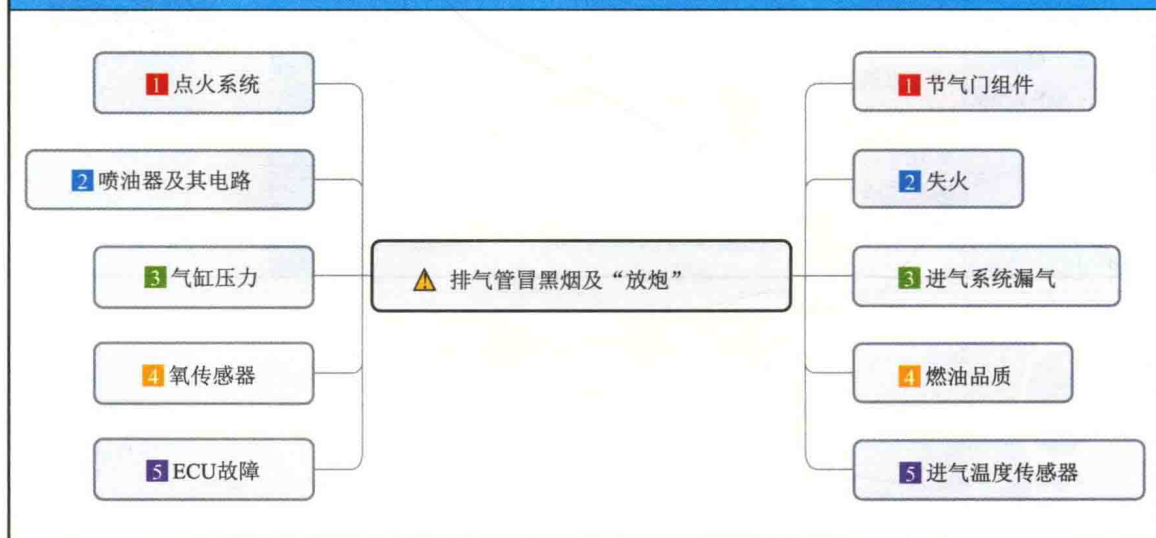 1 点火系统
2 喷油器及其电路
3 气缸压力
4 氧传感器
5 ECU故障
排气管冒黑烟及“放炮”
1 节气门组件
2 失火
3 进气系统漏气
4 燃油品质
5 进气温度传感器